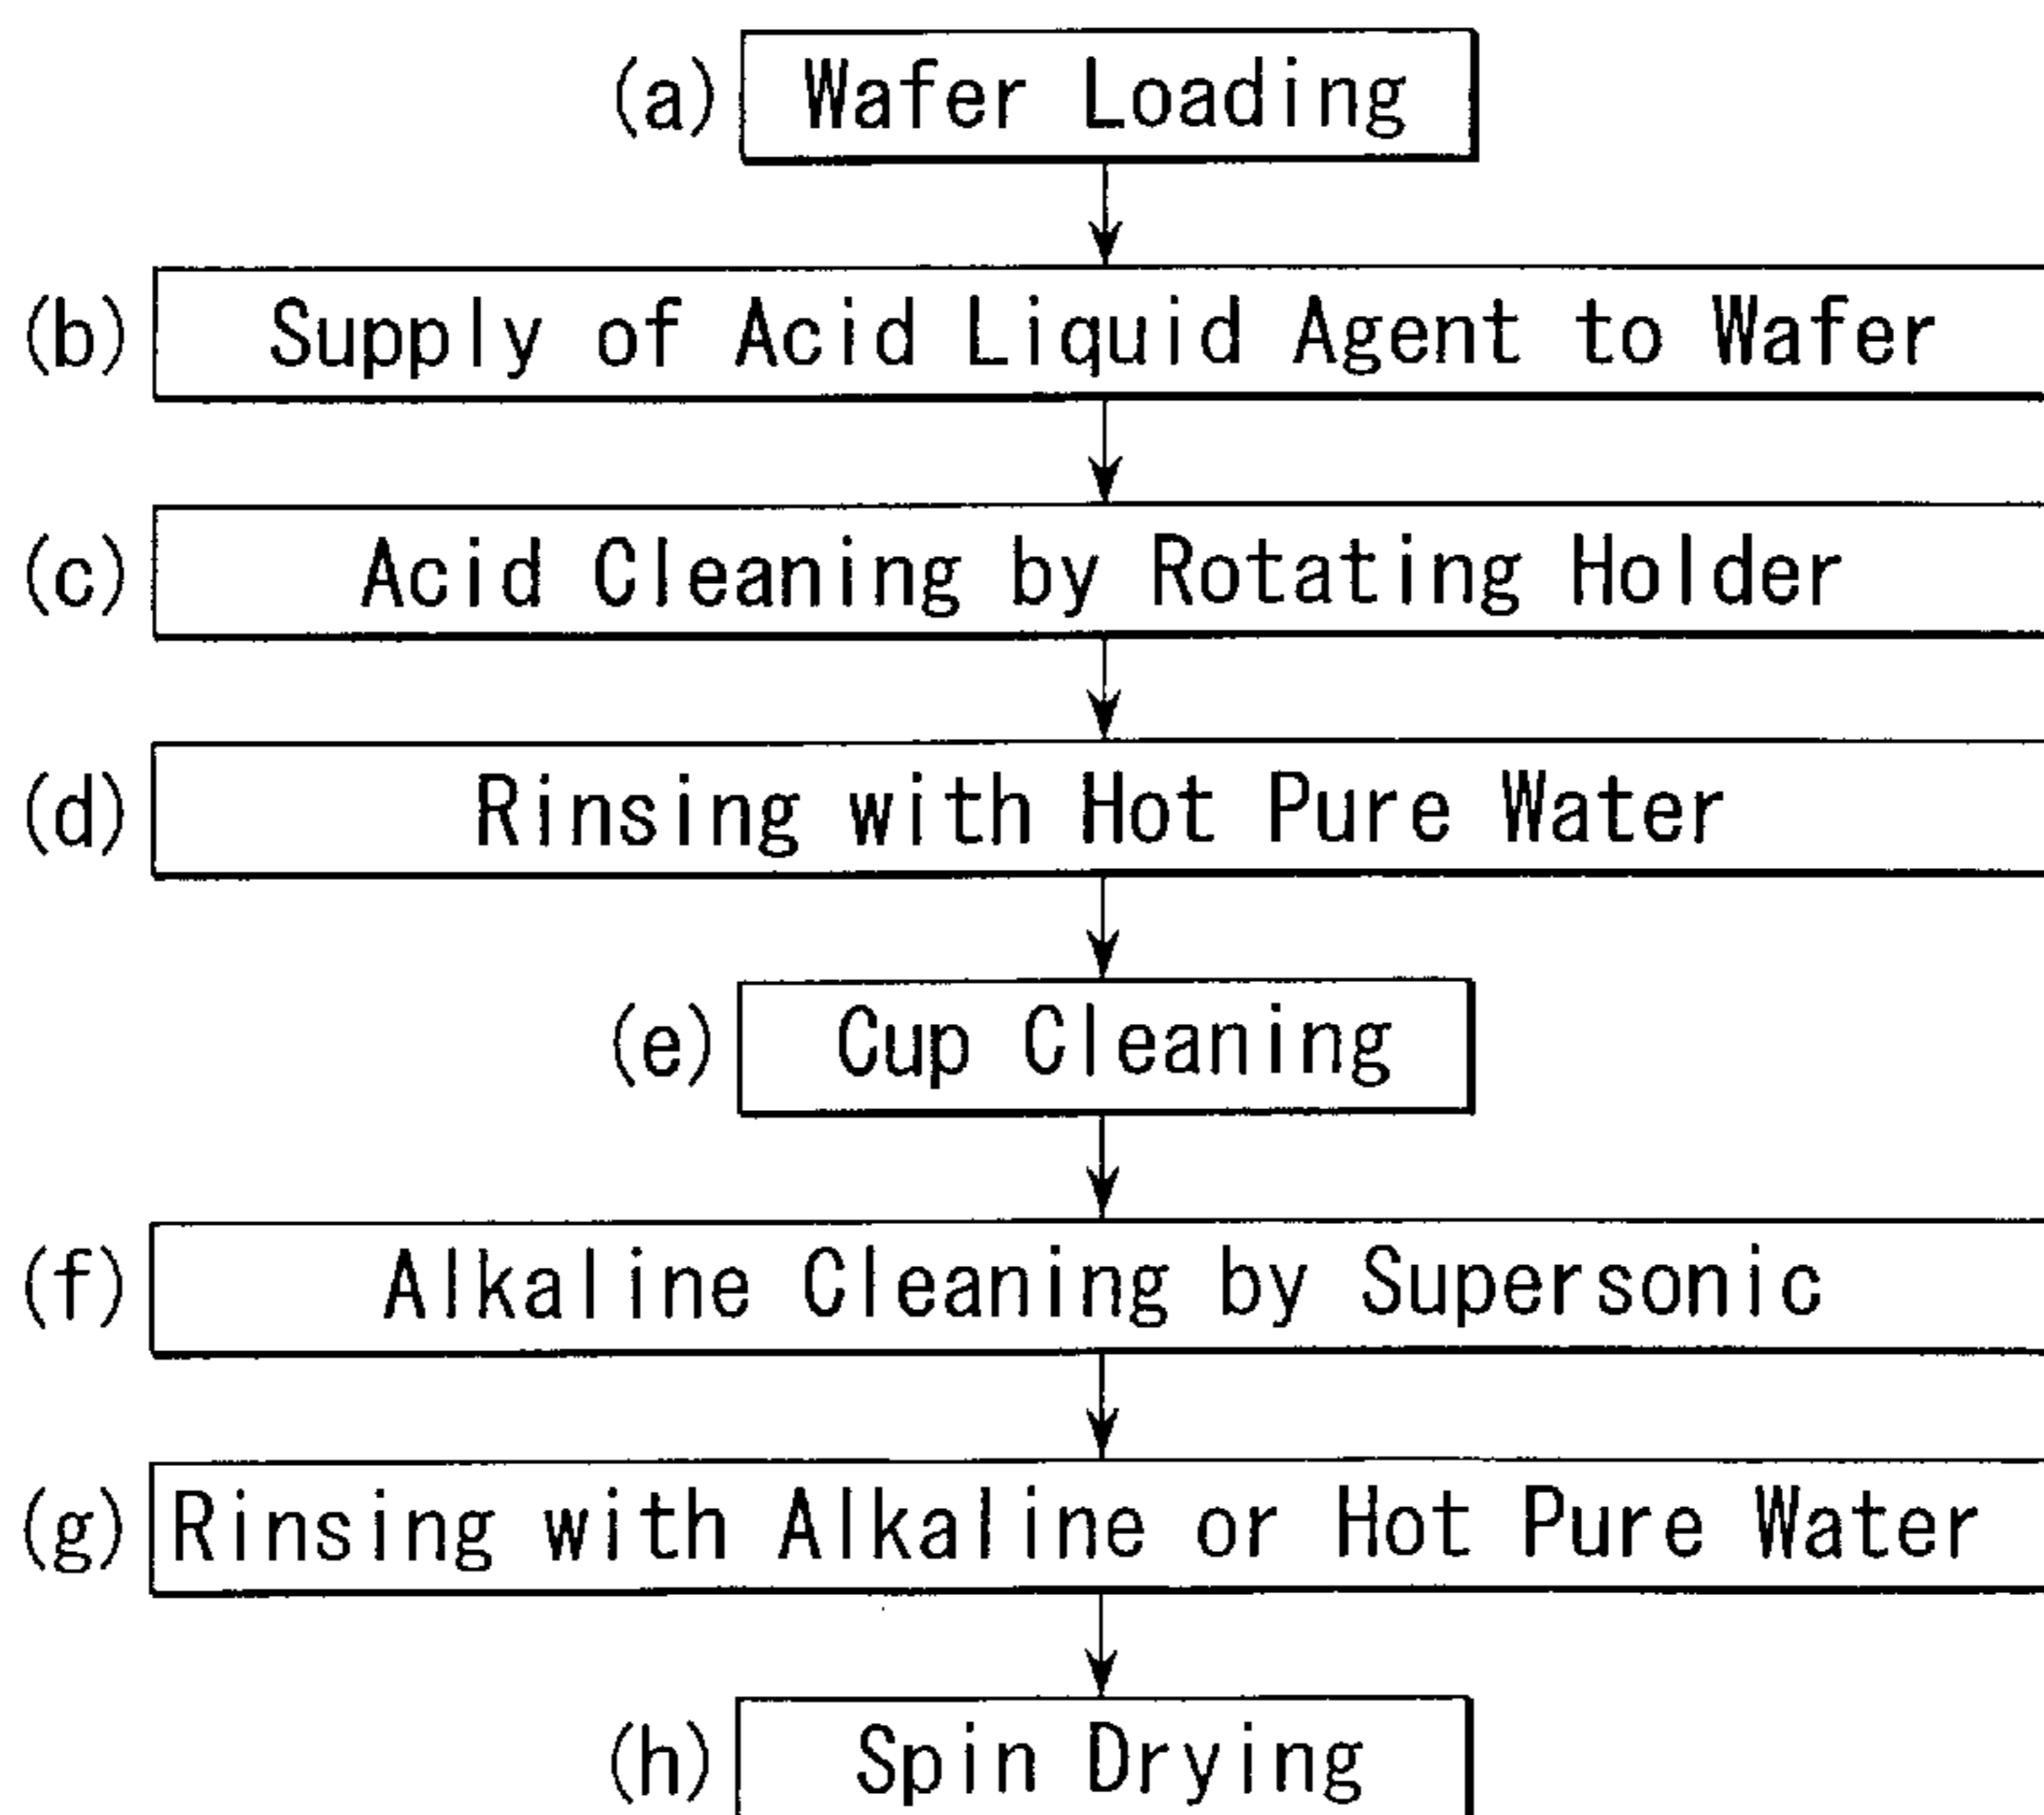 (a) Wafer Loading
(b) Supply of Acid Liquid Agent to Wafer
(c) Acid Cleaning by Rotating Holder
(d) Rinsing with Hot Pure Water
(e) Cup Cleaning
(f) Alkaline Cleaning by Supersonic
(g) Rinsing with Alkaline or Hot Pure Water
(h) Spin Drying